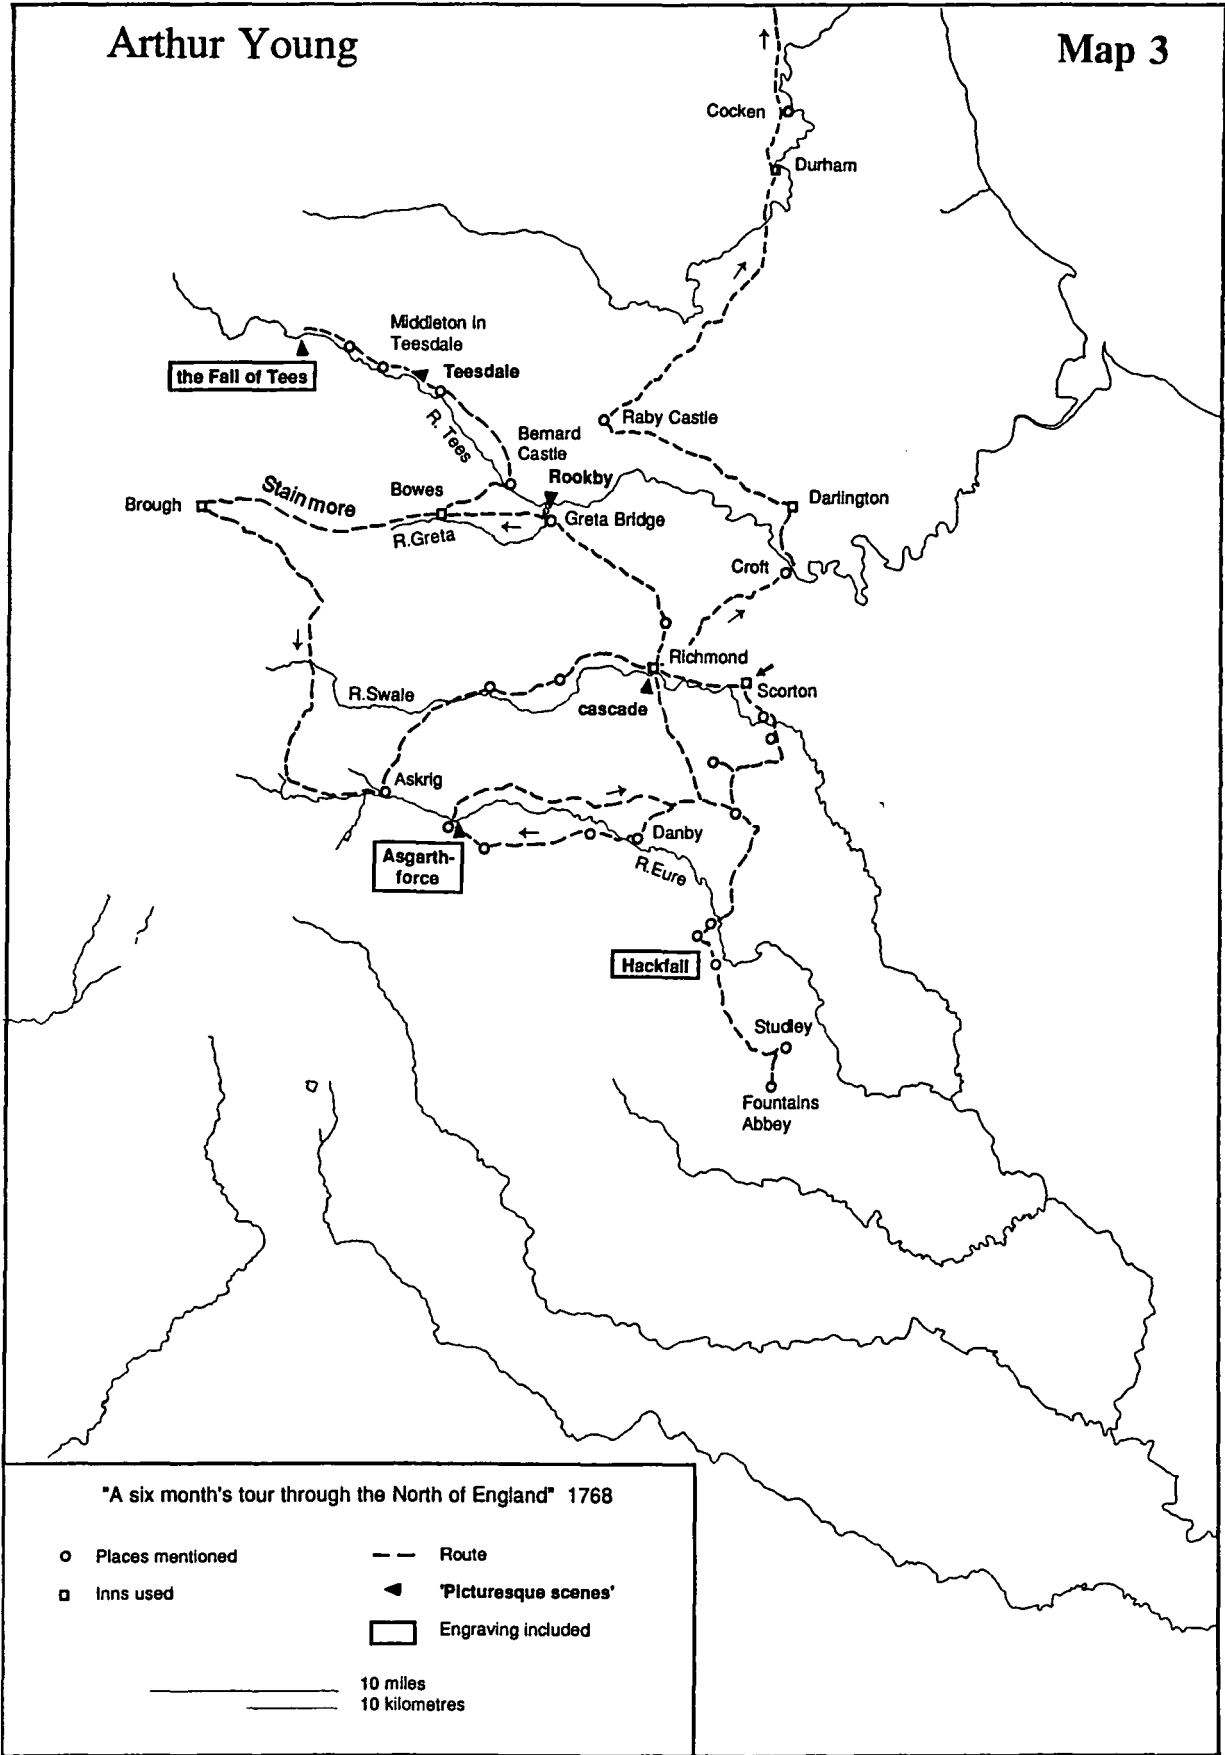 Arthur Young
Map 3
Cocken
Durham
Middleton in
Teesdale
the Fall of Tees
Teesdale
R. Tees
Raby Castle
Bernard
Castle
Rookby
Brough
Stainmore
Bowes
Darlington
Greta Bridge
R.Greta
Croft
Richmond
R.Swale
Scorton
cascade
Askrig
Danby
Asgarth-
force
R.Eure
Hackfall
Studley
Fountains
Abbey
"A six month's tour through the North of England" 1768
Places mentioned
Route
Inns used
'Picturesque scenes'
Engraving included
10 miles
10 kilometres